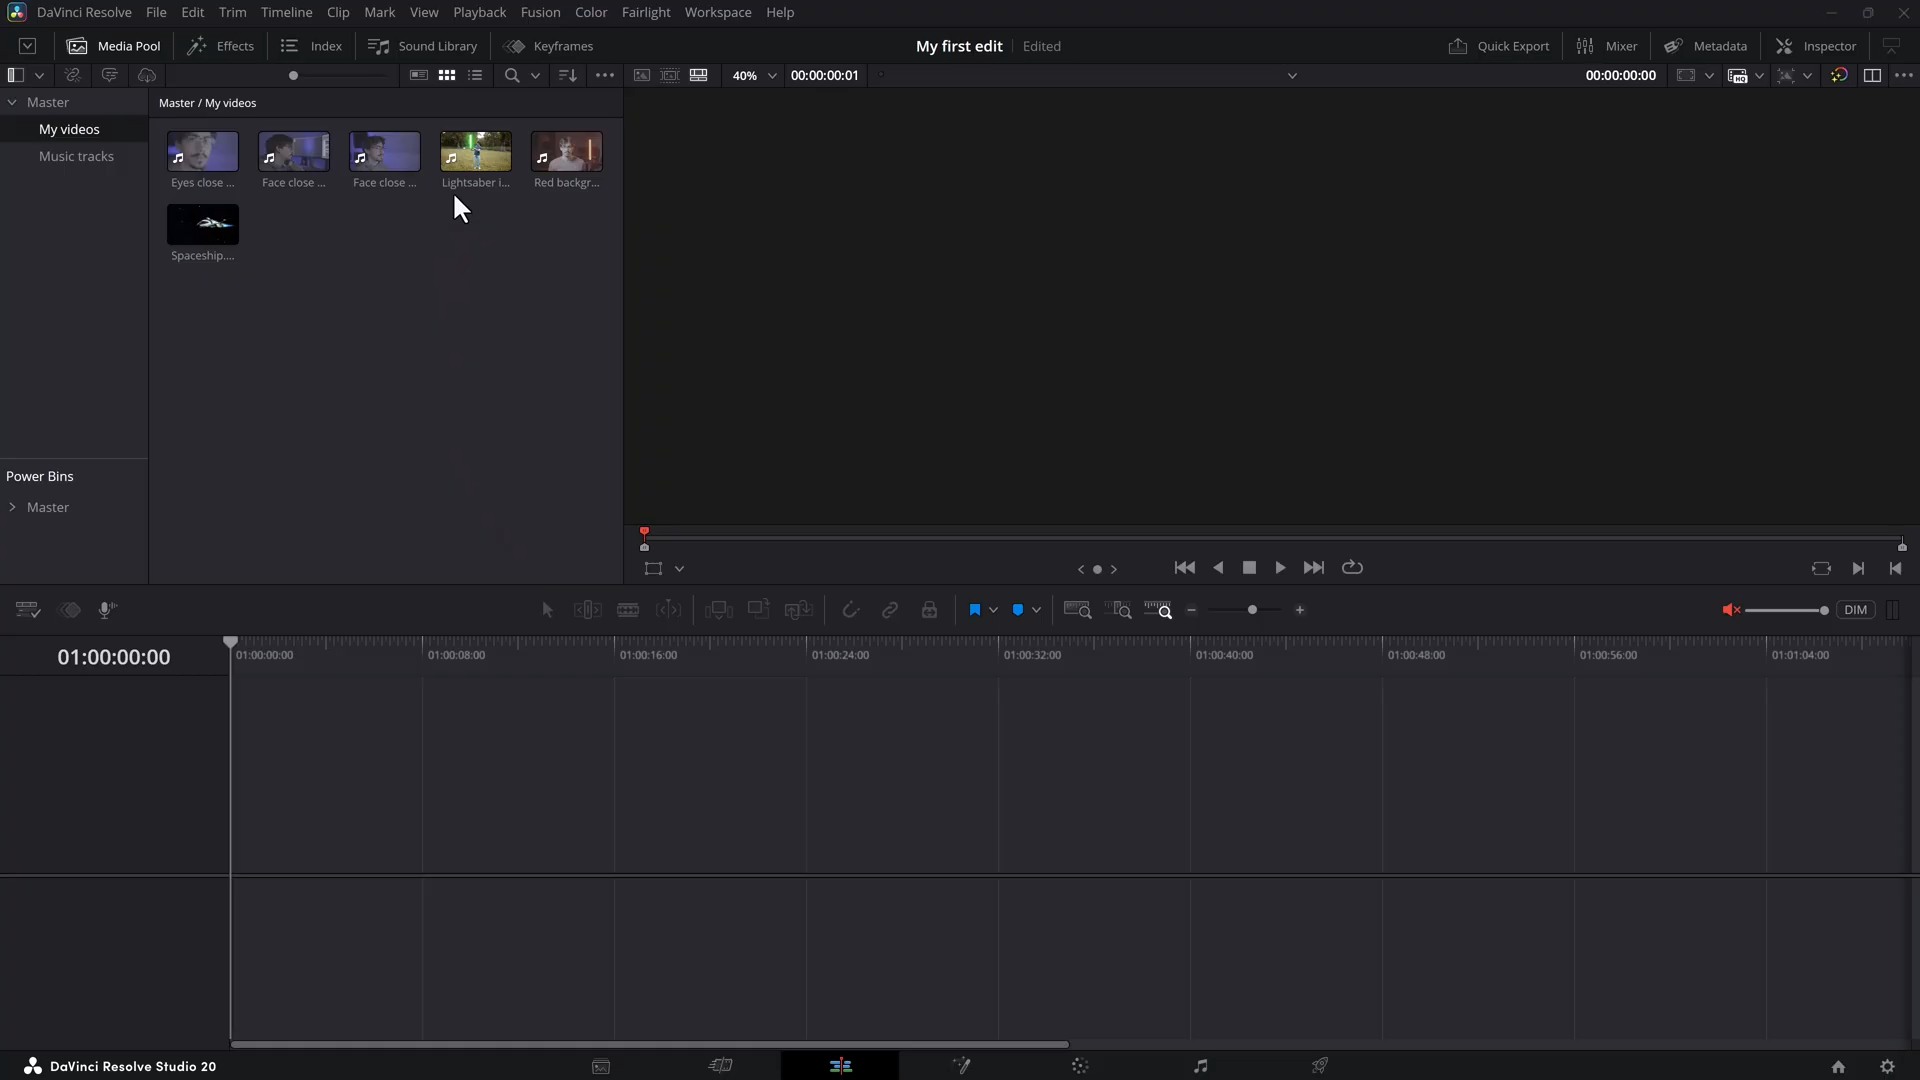 DaVinci Resolve File Edit Trim Timeline Clip Mark View Playback Fusion Color Fairlight Workspace Help
Media Pool Effects Index Sound Library Keyframes My first edit Edited Quick Export Mixer Metadata Inspector
40% 00:00:00:01 00:00:00:00
Master
Master / My videos
My videos
Music tracks
Eyes close ... Face close ... Face close ... Lightsaber i... Red backgr...
Spaceship....
Power Bins
Master
DIM
01:00:00:00
01:00:00:00 01:00:08:00 01:00:16:00 01:00:24:00 01:00:32:00 01:00:40:00 01:00:48:00 01:00:56:00 01:01:04:00
DaVinci Resolve Studio 20